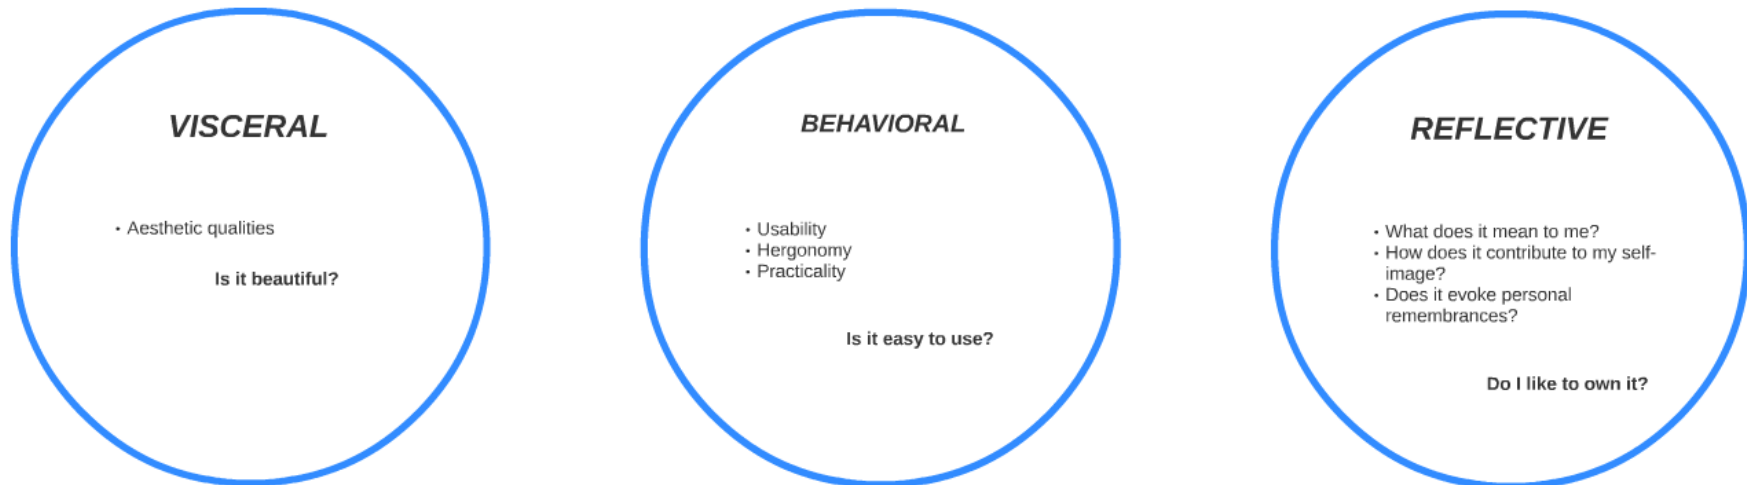 VISCERAL
• Aesthetic qualities
Is it beautiful?
BEHAVIORAL
• Usability
• Hergonomy
• Practicality
Is it easy to use?
REFLECTIVE
• What does it mean to me?
• How does it contribute to my self-
image?
• Does it evoke personal
remembrances?
Do I like to own it?